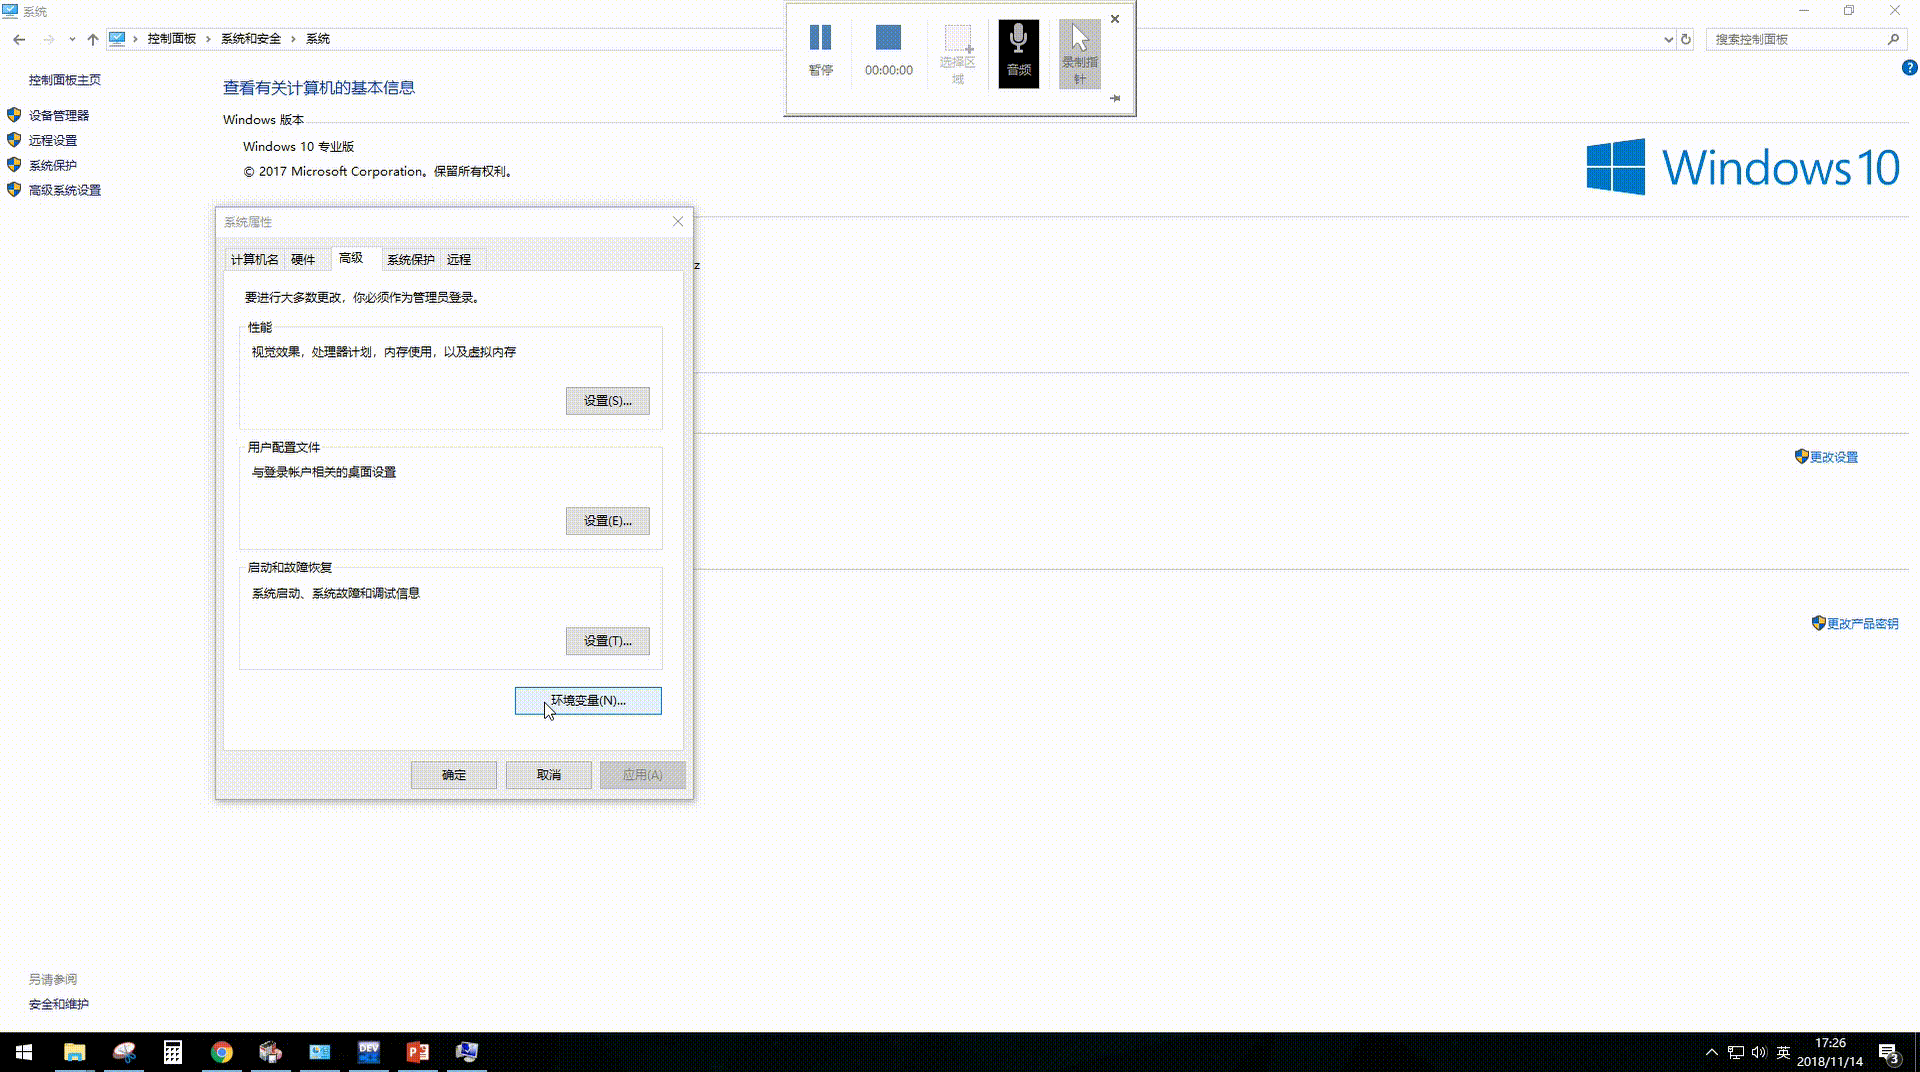 系统
控制面板 系统和安全 系统
搜索控制面板
暂停
00:00:00
选择区域
音频
录制指针
控制面板主页
设备管理器
远程设置
系统保护
高级系统设置
查看有关计算机的基本信息
Windows 版本
Windows 10 专业版
© 2017 Microsoft Corporation。保留所有权利。
Windows 10
系统属性
计算机名 硬件 高级 系统保护 远程
z
要进行大多数更改，你必须作为管理员登录。
性能
视觉效果，处理器计划，内存使用，以及虚拟内存
设置(S)...
用户配置文件
与登录帐户相关的桌面设置
设置(E)...
启动和故障恢复
系统启动、系统故障和调试信息
设置(T)...
环境变量(N)...
确定 取消 应用(A)
更改设置
更改产品密钥
另请参阅
安全和维护
DEV
P
英
17:26
2018/11/14
3